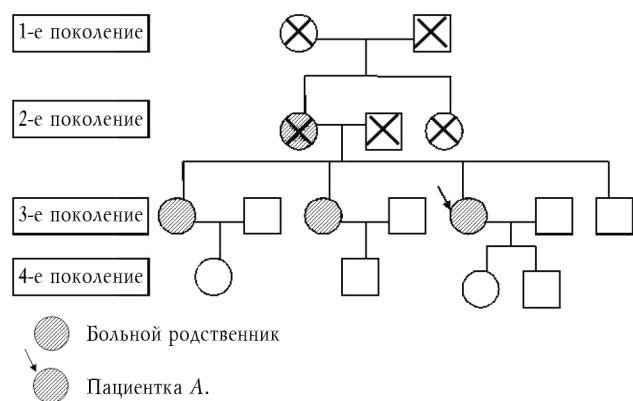 1-е поколение
2-е поколение
3-е поколение
4-е поколение
Больной родственник
Пациентка А.